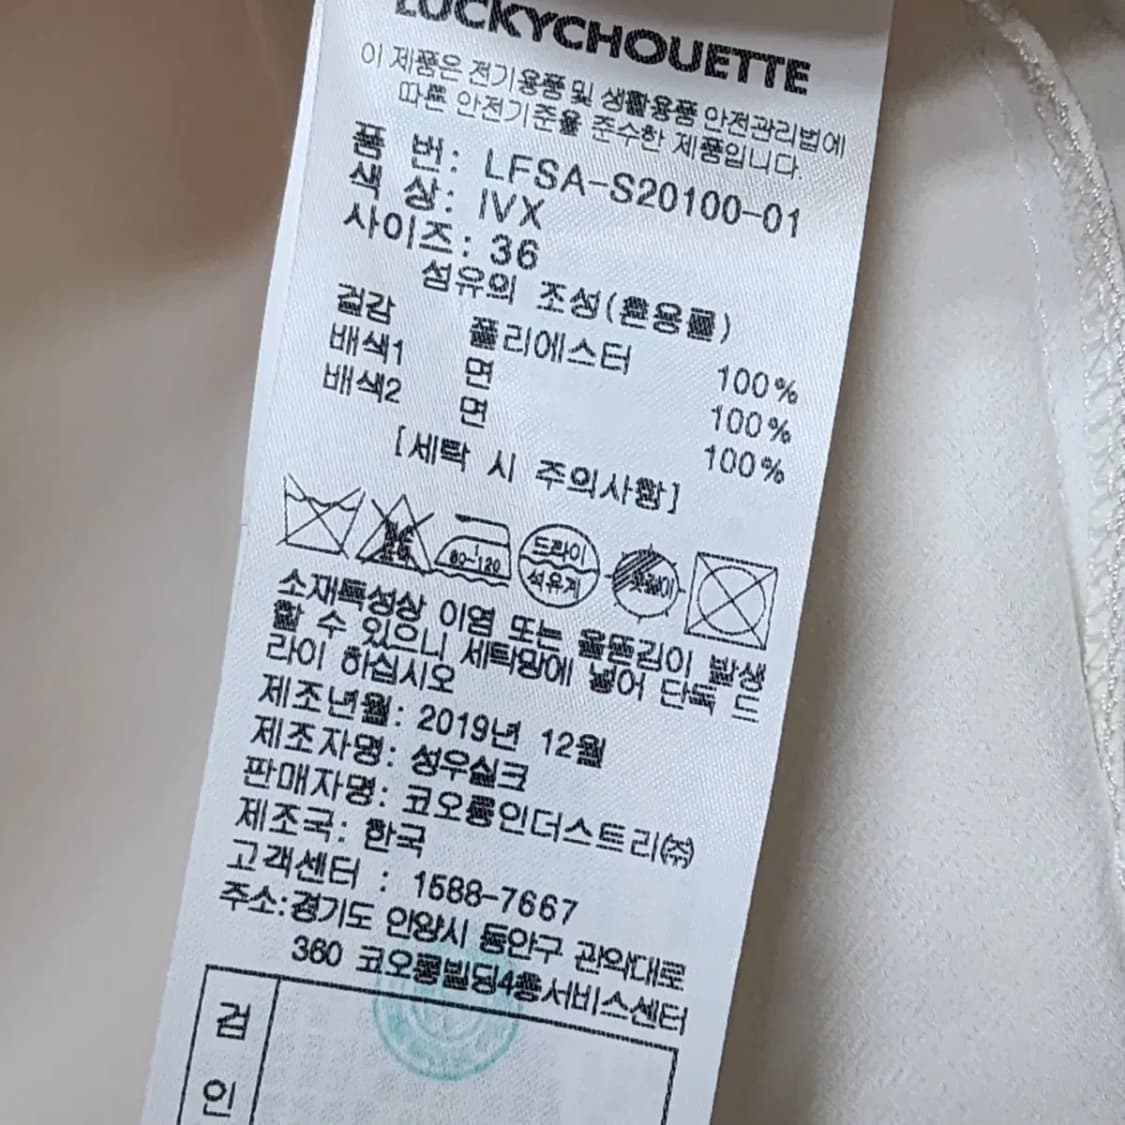 LUCKYCHOUETTE
이 제품은 전기용품 및 생활용품 안전관리법에
따른 안전기준을 준수한 제품입니다.
품 번: LFSA-S20100-01
색 상: IVX
사이즈: 36
섬유의 조성(혼용률)
겉감 폴리에스터 100%
배색1 면 100%
배색2 면 100%
[세탁 시 주의사항]
80~120 드라이 석유계 옷걸이
소재특성상 이염 또는 올뜯김이 발생
할 수 있으니 세탁망에 넣어 단독 드
라이 하십시오
제조년월: 2019년 12월
제조자명: 성우실크
판매자명: 코오롱인더스트리㈜
제조국: 한국
고객센터 : 1588-7667
주소:경기도 안양시 동안구 관악대로
360 코오롱빌딩4층서비스센터
검
인